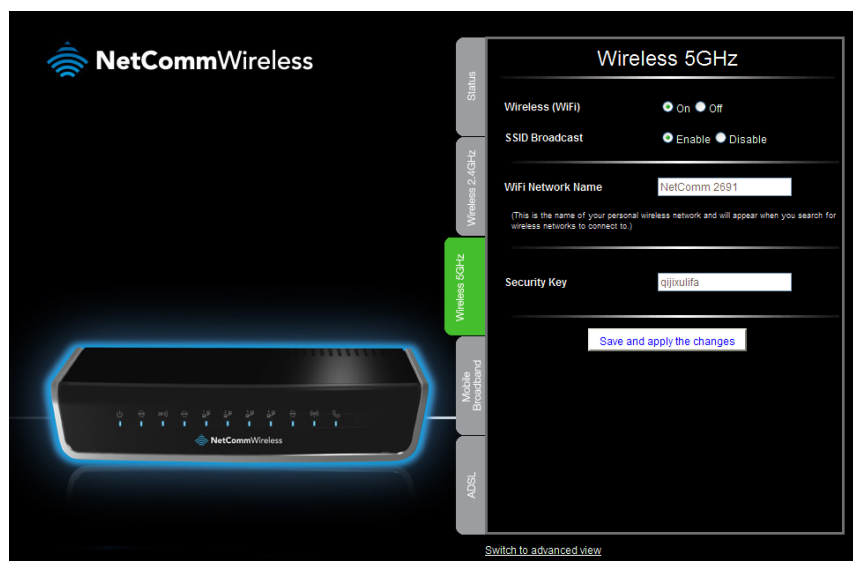 NetCommWireless
Status
Wireless 2.4GHz
Wireless 5GHz
Mobile
Broadband
ADSL
Wireless 5GHz
Wireless (WiFi) On Off
SSID Broadcast Enable Disable
WiFi Network Name NetComm 2691
(This is the name of your personal wireless network and will appear when you search for
wireless networks to connect to.)
Security Key qijixulifa
Save and apply the changes
NetCommWireless
Switch to advanced view